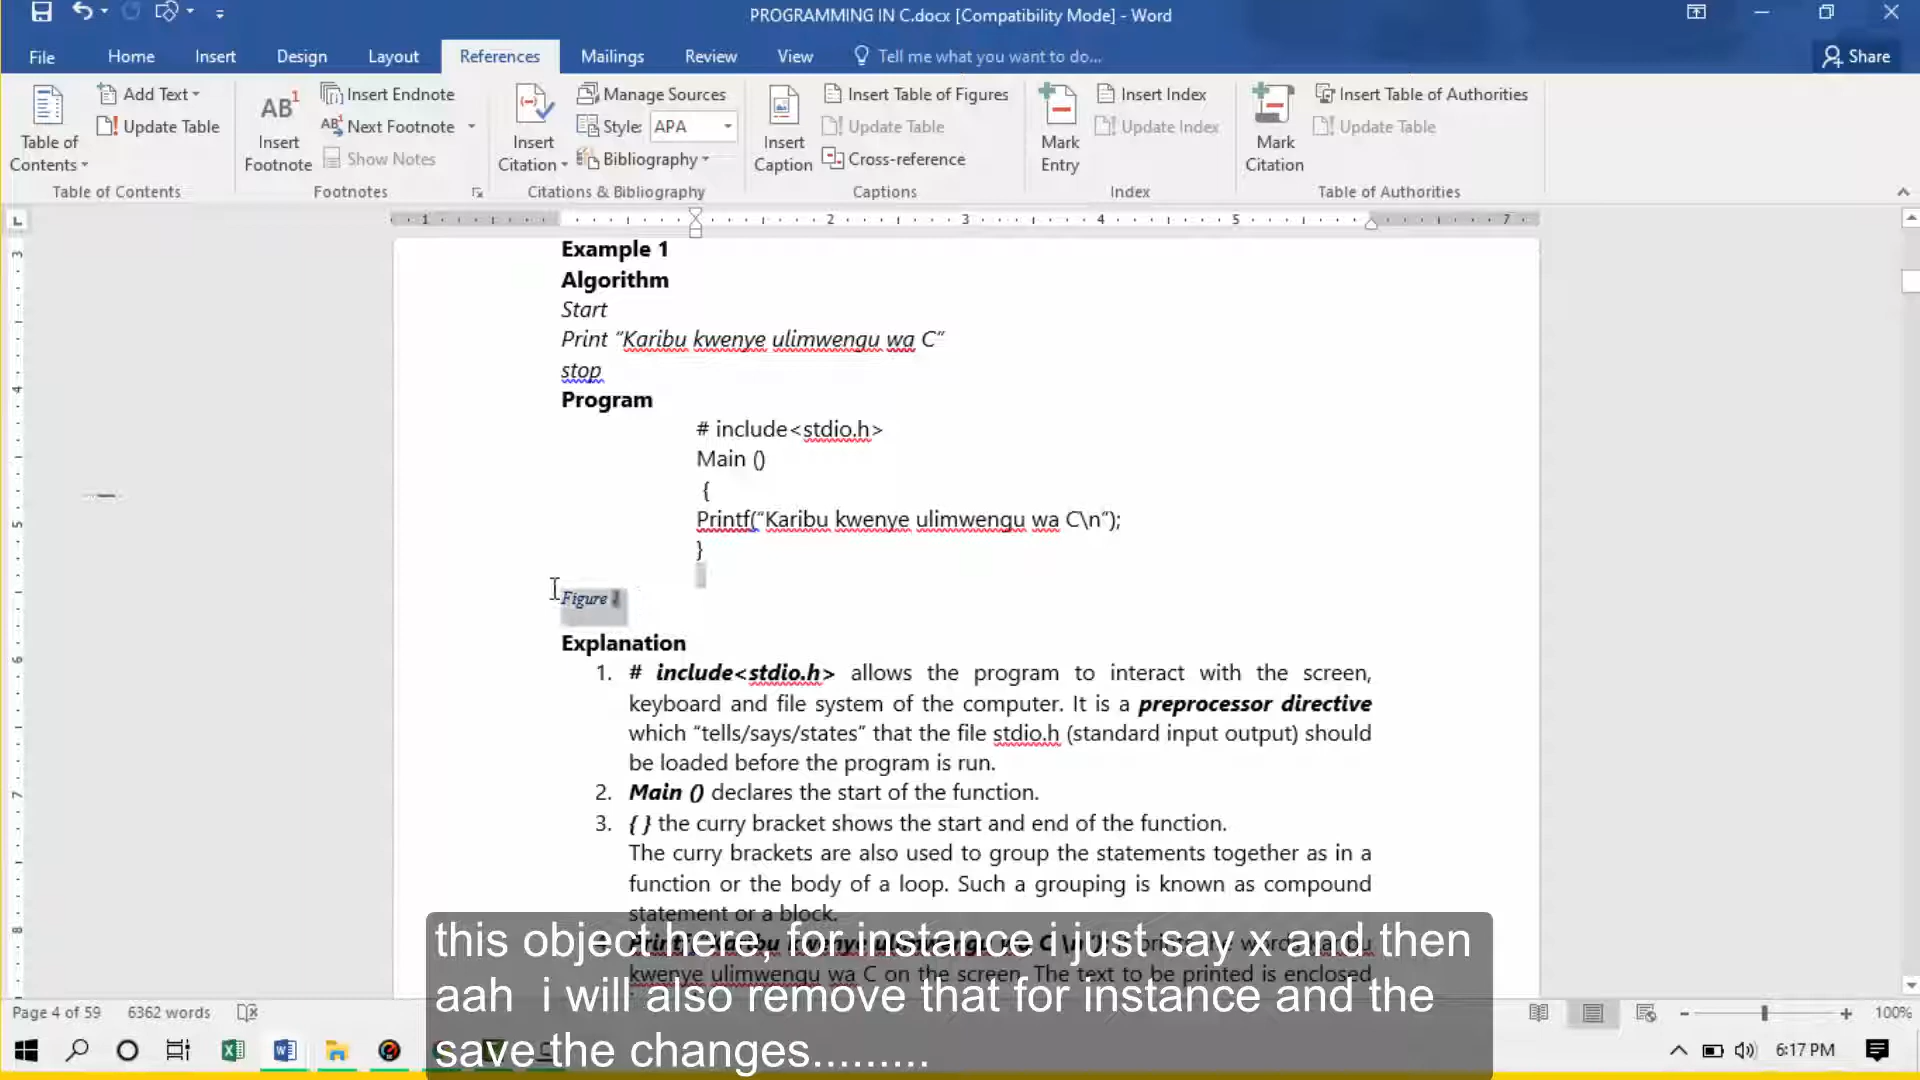 PROGRAMMING IN C.docx [Compatibility Mode] - Word
File Home Insert Design Layout References Mailings Review View Tell me what you want to do... Share
Table of Contents
Add Text
Update Table
Table of Contents
AB1
Insert Footnote
Insert Endnote
Next Footnote
Show Notes
Footnotes
Insert Citation
Manage Sources
Style: APA
Bibliography
Citations & Bibliography
Insert Caption
Insert Table of Figures
Update Table
Cross-reference
Captions
Mark Entry
Insert Index
Update Index
Index
Mark Citation
Insert Table of Authorities
Update Table
Table of Authorities
1 2 3 4 5 7
Example 1
Algorithm
Start
Print “Karibu kwenye ulimwengu wa C”
stop
Program
# include<stdio.h>
Main ()
{
Printf(“Karibu kwenye ulimwengu wa C\n”);
}
Figure
Explanation
1. # include<stdio.h> allows the program to interact with the screen,
keyboard and file system of the computer. It is a preprocessor directive
which “tells/says/states” that the file stdio.h (standard input output) should
be loaded before the program is run.
2. Main () declares the start of the function.
3. { } the curry bracket shows the start and end of the function.
The curry brackets are also used to group the statements together as in a
function or the body of a loop. Such a grouping is known as compound
statement or a block.
kwenye ulimwengu wa C on the screen. The text to be printed is enclosed
this object here, for instance i just say x and then
aah i will also remove that for instance and the
save the changes.........
Page 4 of 59 6362 words 100%
6:17 PM